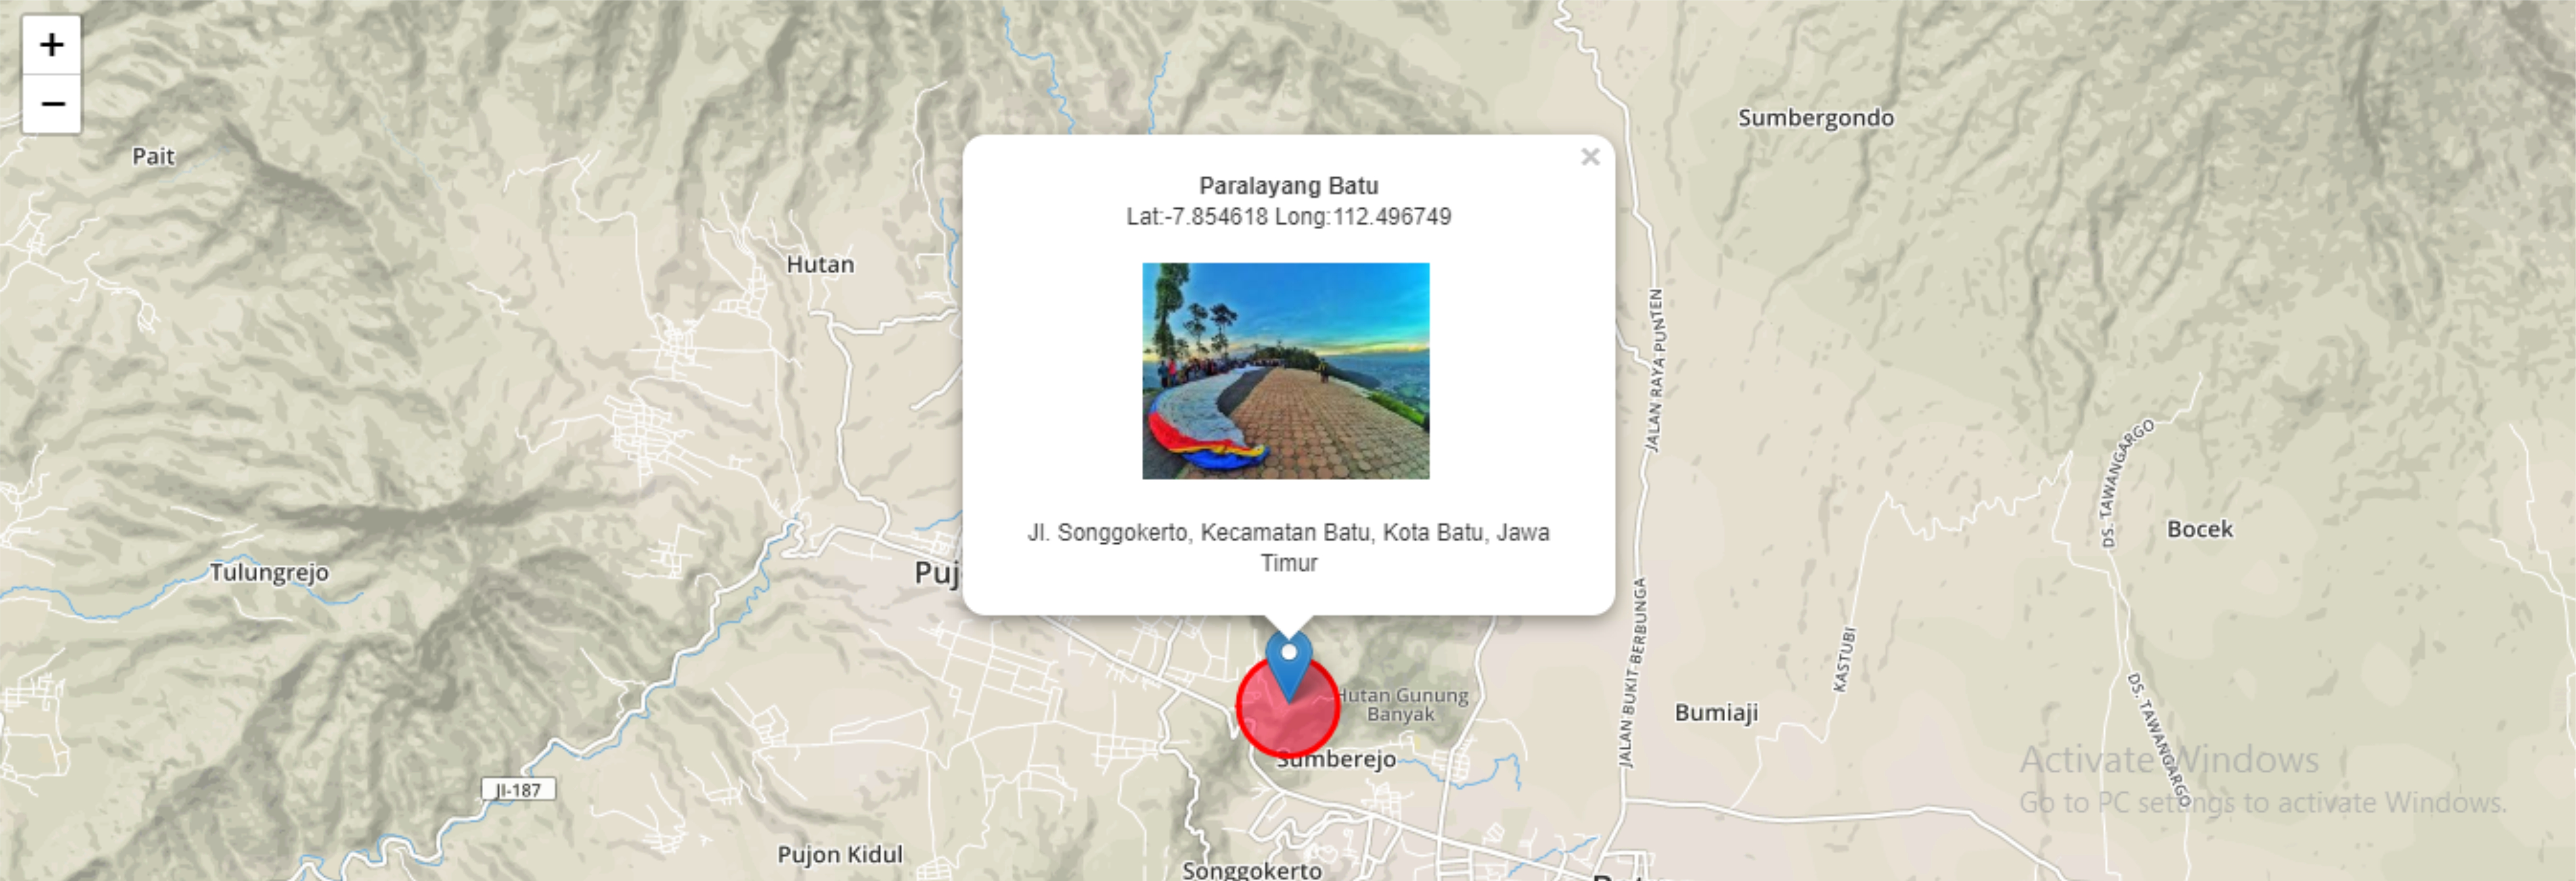 +
−
Pait
Sumbergondo
×
Paralayang Batu
Lat:-7.854618 Long:112.496749
Hutan
JALAN RAYA PUNTEN
DS. TAWANGARGO
Bocek
Jl. Songgokerto, Kecamatan Batu, Kota Batu, Jawa
Timur
Tulungrejo
Puj
JALAN BUKIT BERBUNGA
KASTUBI
Hutan Gunung
Banyak
Bumiaji
DS. TAWANGARGO
Sumberejo
JI-187
Activate Windows
Go to PC settings to activate Windows.
Pujon Kidul
Songgokerto